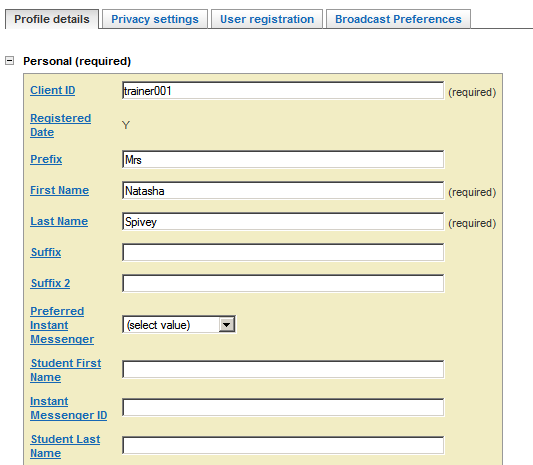 Profile details Privacy settings User registration Broadcast Preferences
Personal (required)
Client ID trainer001 (required)
Registered
Date Y
Prefix Mrs
First Name Natasha (required)
Last Name Spivey (required)
Suffix
Suffix 2
Preferred
Instant (select value)
Messenger
Student First
Name
Instant
Messenger ID
Student Last
Name